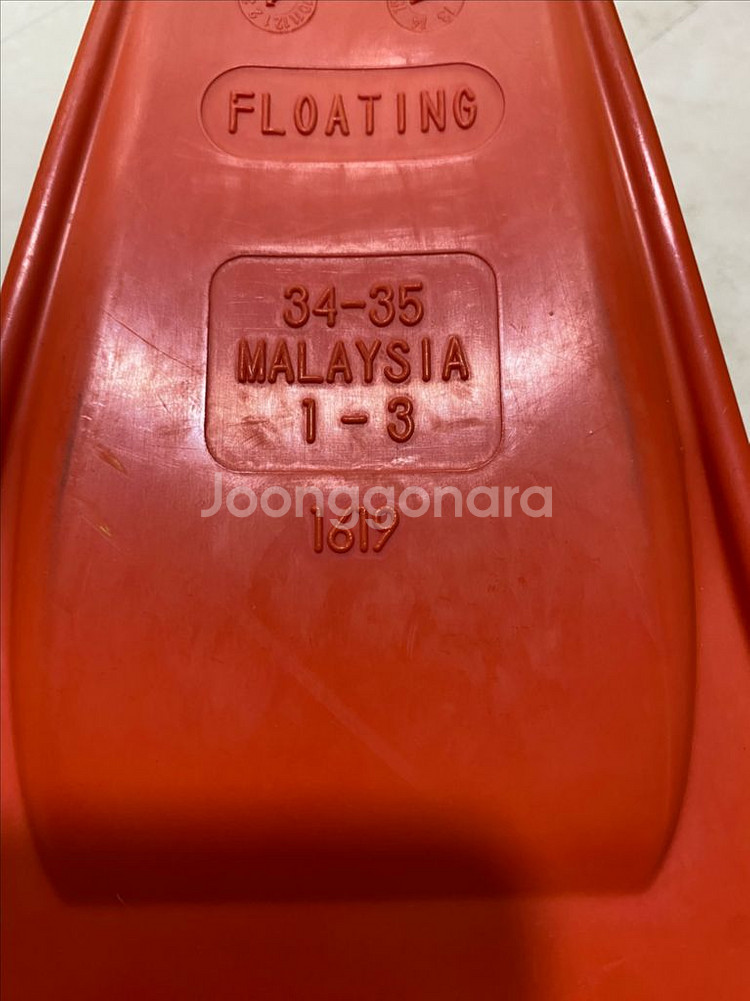 FLOATING
34-35
MALAYSIA
1-3
Joonggonara
1619